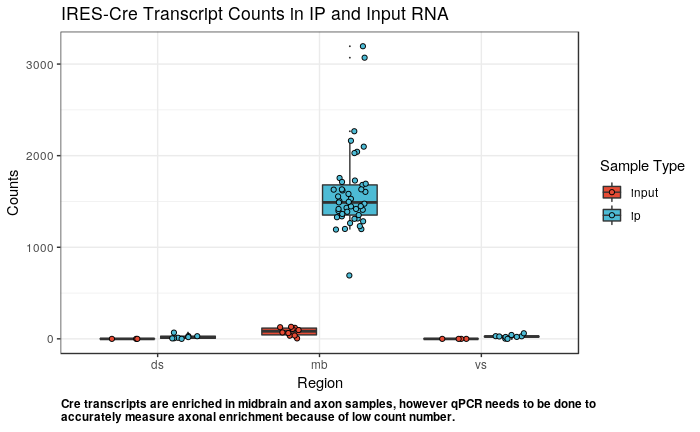 IRES-Cre Transcript Counts in IP and Input RNA
Counts
3000
2000
1000
0
ds
mb
vs
Region
Sample Type
input
ip
Cre transcripts are enriched in midbrain and axon samples, however qPCR needs to be done to
accurately measure axonal enrichment because of low count number.